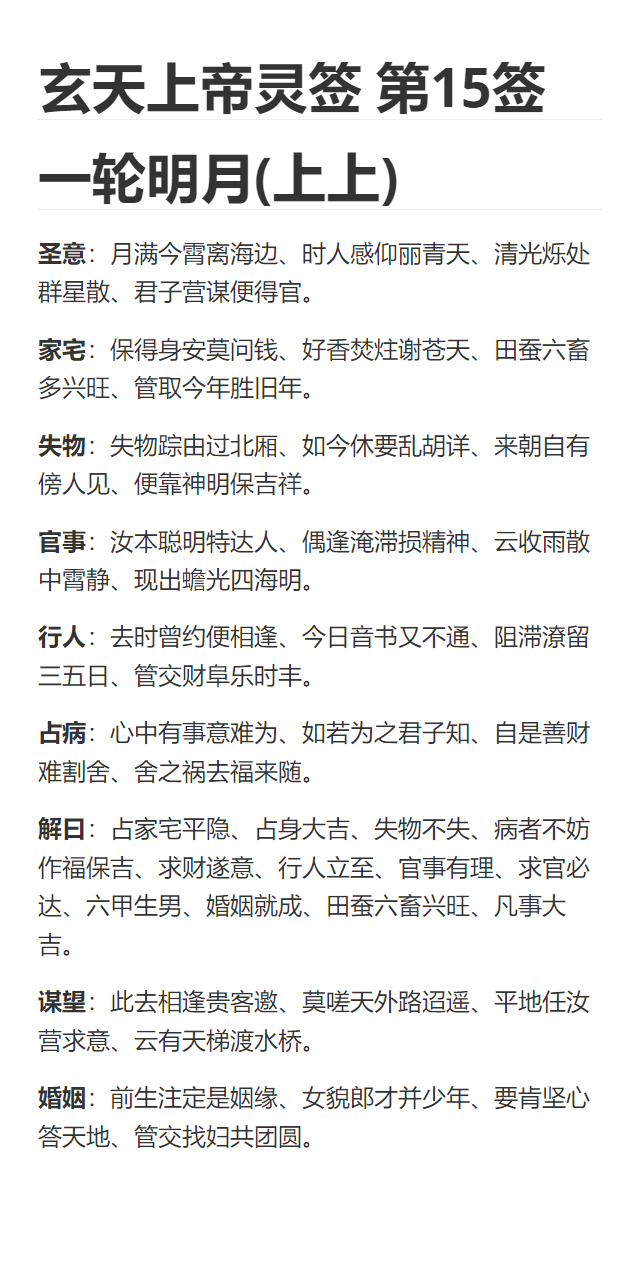 玄天上帝灵签 第15签
一轮明月(上上)
圣意：月满今霄离海边、时人感仰丽青天、清光烁处
群星散、君子营谋便得官。
家宅：保得身安莫问钱、好香焚炷谢苍天、田蚕六畜
多兴旺、管取今年胜旧年。
失物：失物踪由过北厢、如今休要乱胡详、来朝自有
傍人见、便靠神明保吉祥。
官事：汝本聪明特达人、偶逢淹滞损精神、云收雨散
中霄静、现出蟾光四海明。
行人：去时曾约便相逢、今日音书又不通、阻滞潦留
三五日、管交财阜乐时丰。
占病：心中有事意难为、如若为之君子知、自是善财
难割舍、舍之祸去福来随。
解曰：占家宅平隐、占身大吉、失物不失、病者不妨
作福保吉、求财遂意、行人立至、官事有理、求官必
达、六甲生男、婚姻就成、田蚕六畜兴旺、凡事大
吉。
谋望：此去相逢贵客邀、莫嗟天外路迢遥、平地任汝
营求意、云有天梯渡水桥。
婚姻：前生注定是姻缘、女貌郎才并少年、要肯坚心
答天地、管交找妇共团圆。